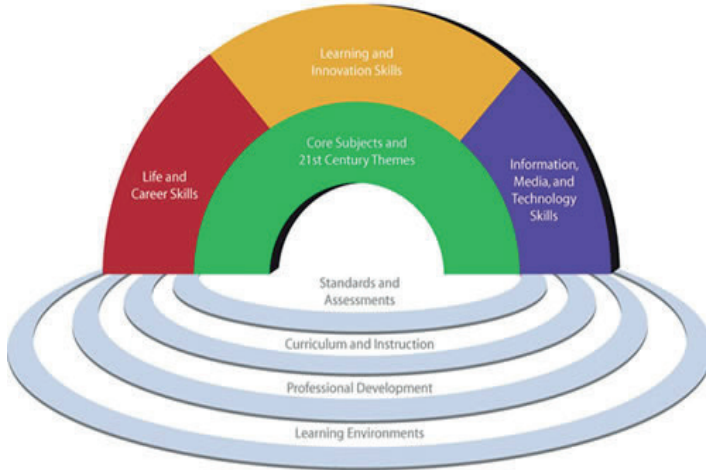 Learning and
Innovation Skills
Core Subjects and
21st Century Themes
Life and
Career Skills
Information,
Media, and
Technology
Skills
Standards and
Assessments
Curriculum and Instruction
Professional Development
Learning Environments